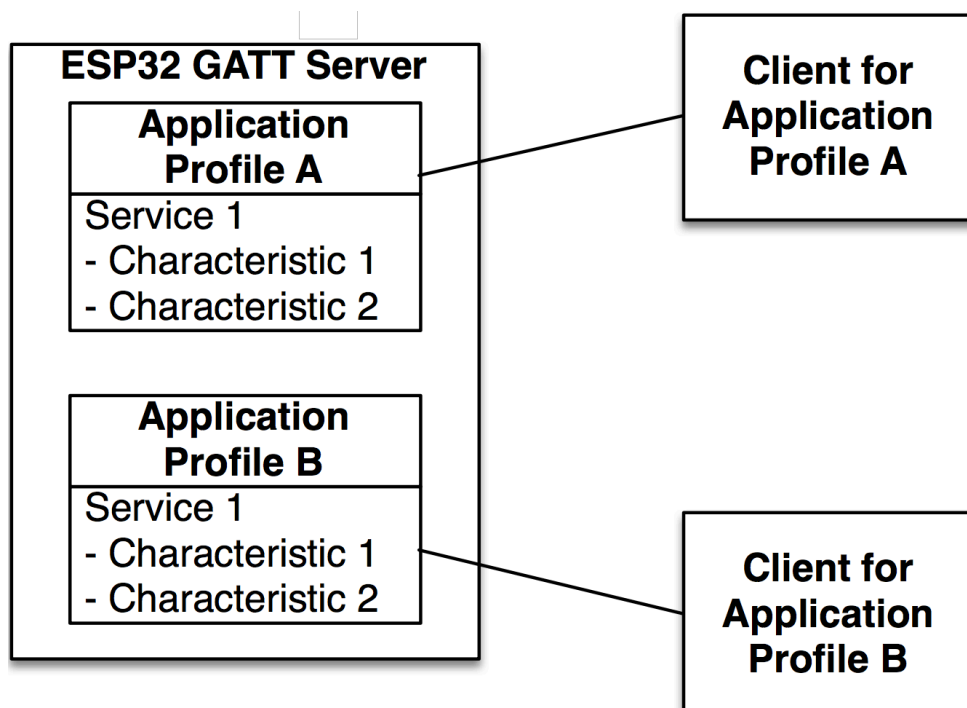 ESP32 GATT Server
Application
Profile A
Service 1
- Characteristic 1
- Characteristic 2
Application
Profile B
Service 1
- Characteristic 1
- Characteristic 2
Client for
Application
Profile A
Client for
Application
Profile B